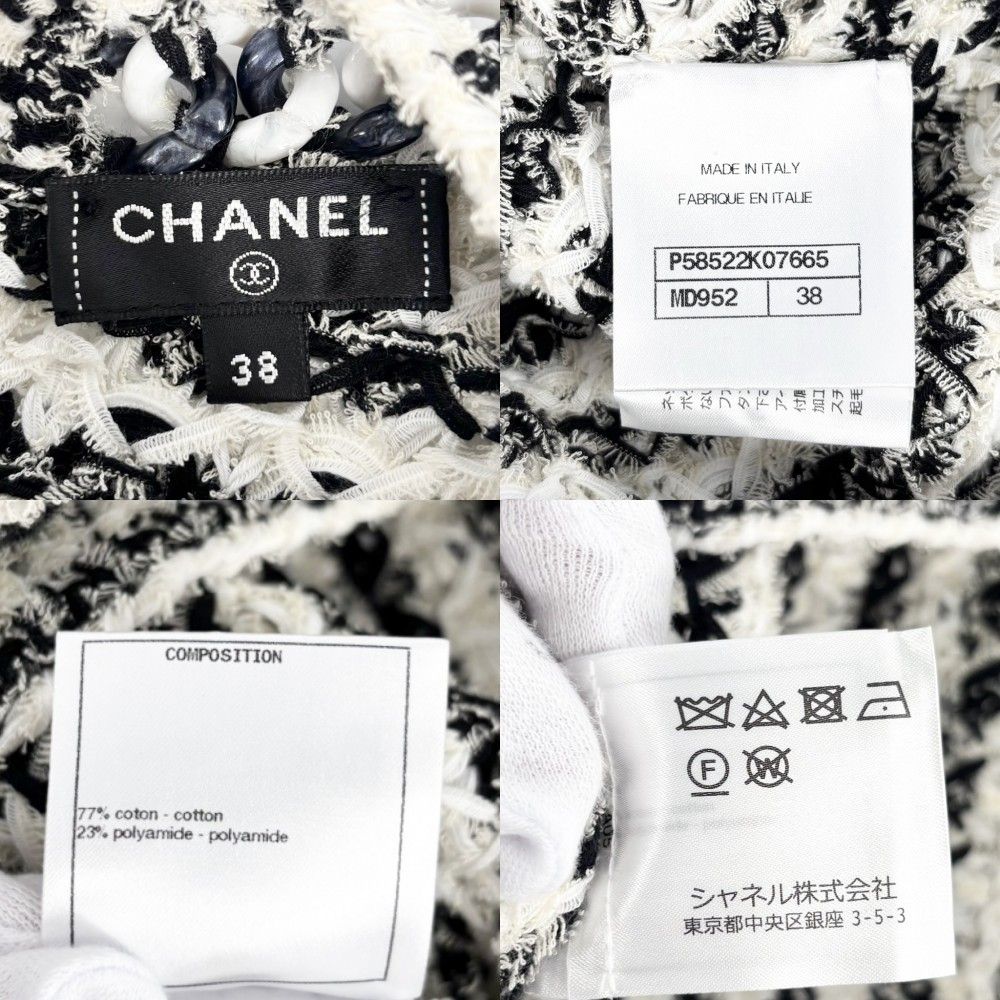 CHANEL
38
MADE IN ITALY
FABRIQUE EN ITALIE
P58522K07665
MD952 38
COMPOSITION
77% coton - cotton
23% polyamide - polyamide
F
W
シャネル株式会社
東京都中央区銀座 3-5-3